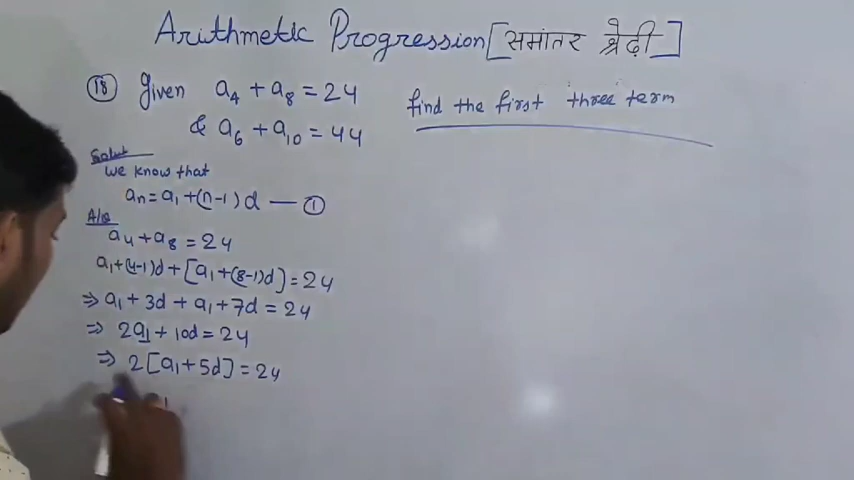 Arithmetic Progression [समांतर श्रेढ़ी]
(18) Given a₄ + a₈ = 24
& a₆ + a₁₀ = 44
find the first three term
Solut
we know that
aₙ = a₁ + (n-1) d — (1)
A/Q
a₄ + a₈ = 24
a₁+(4-1)d + [a₁+(8-1)d] = 24
⇒ a₁ + 3d + a₁ + 7d = 24
⇒ 2a₁ + 10d = 24
⇒ 2[a₁ + 5d] = 24